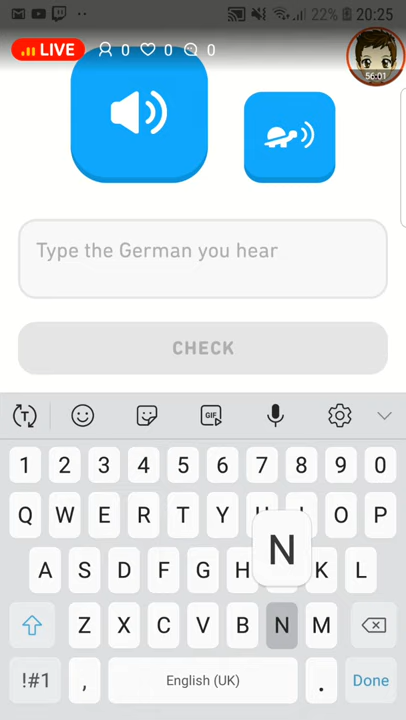 22% 20:25
LIVE 0 0 0
56:01
Type the German you hear
CHECK
GIF
1 2 3 4 5 6 7 8 9 0
Q W E R T Y U I O P
A S D F G H K L
N
Z X C V B N M
!#1 , English (UK) . Done